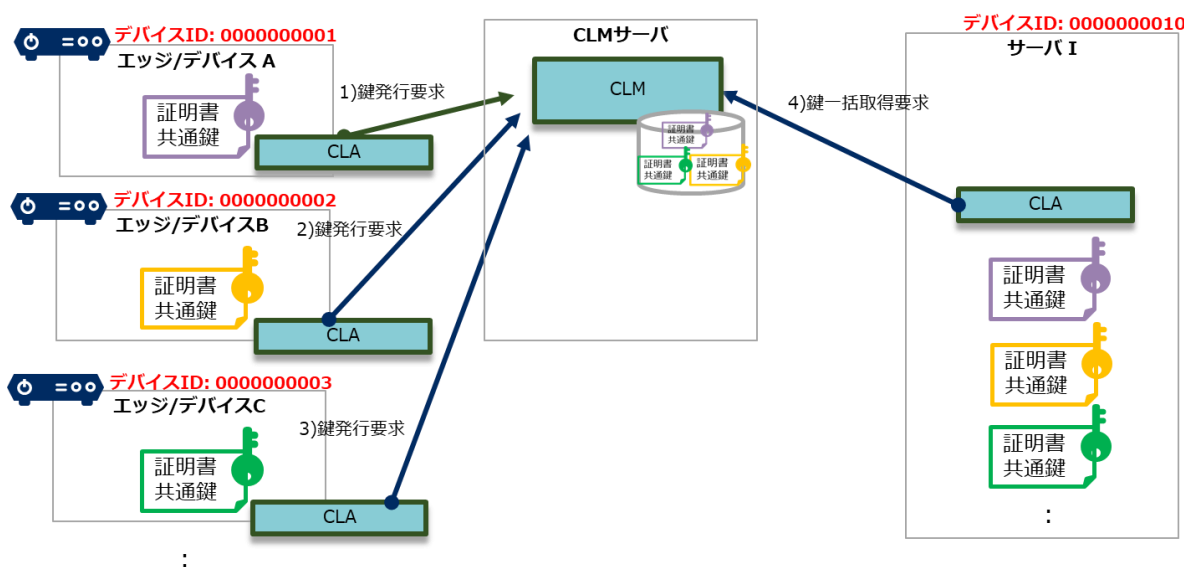 デバイスID: 0000000001
エッジ/デバイス A
証明書
共通鍵
CLA
1)鍵発行要求
デバイスID: 0000000002
エッジ/デバイスB
証明書
共通鍵
CLA
2)鍵発行要求
デバイスID: 0000000003
エッジ/デバイスC
証明書
共通鍵
CLA
3)鍵発行要求
:
CLMサーバ
CLM
証明書
共通鍵
証明書
共通鍵
証明書
共通鍵
4)鍵一括取得要求
デバイスID: 0000000010
サーバ I
CLA
証明書
共通鍵
証明書
共通鍵
証明書
共通鍵
: